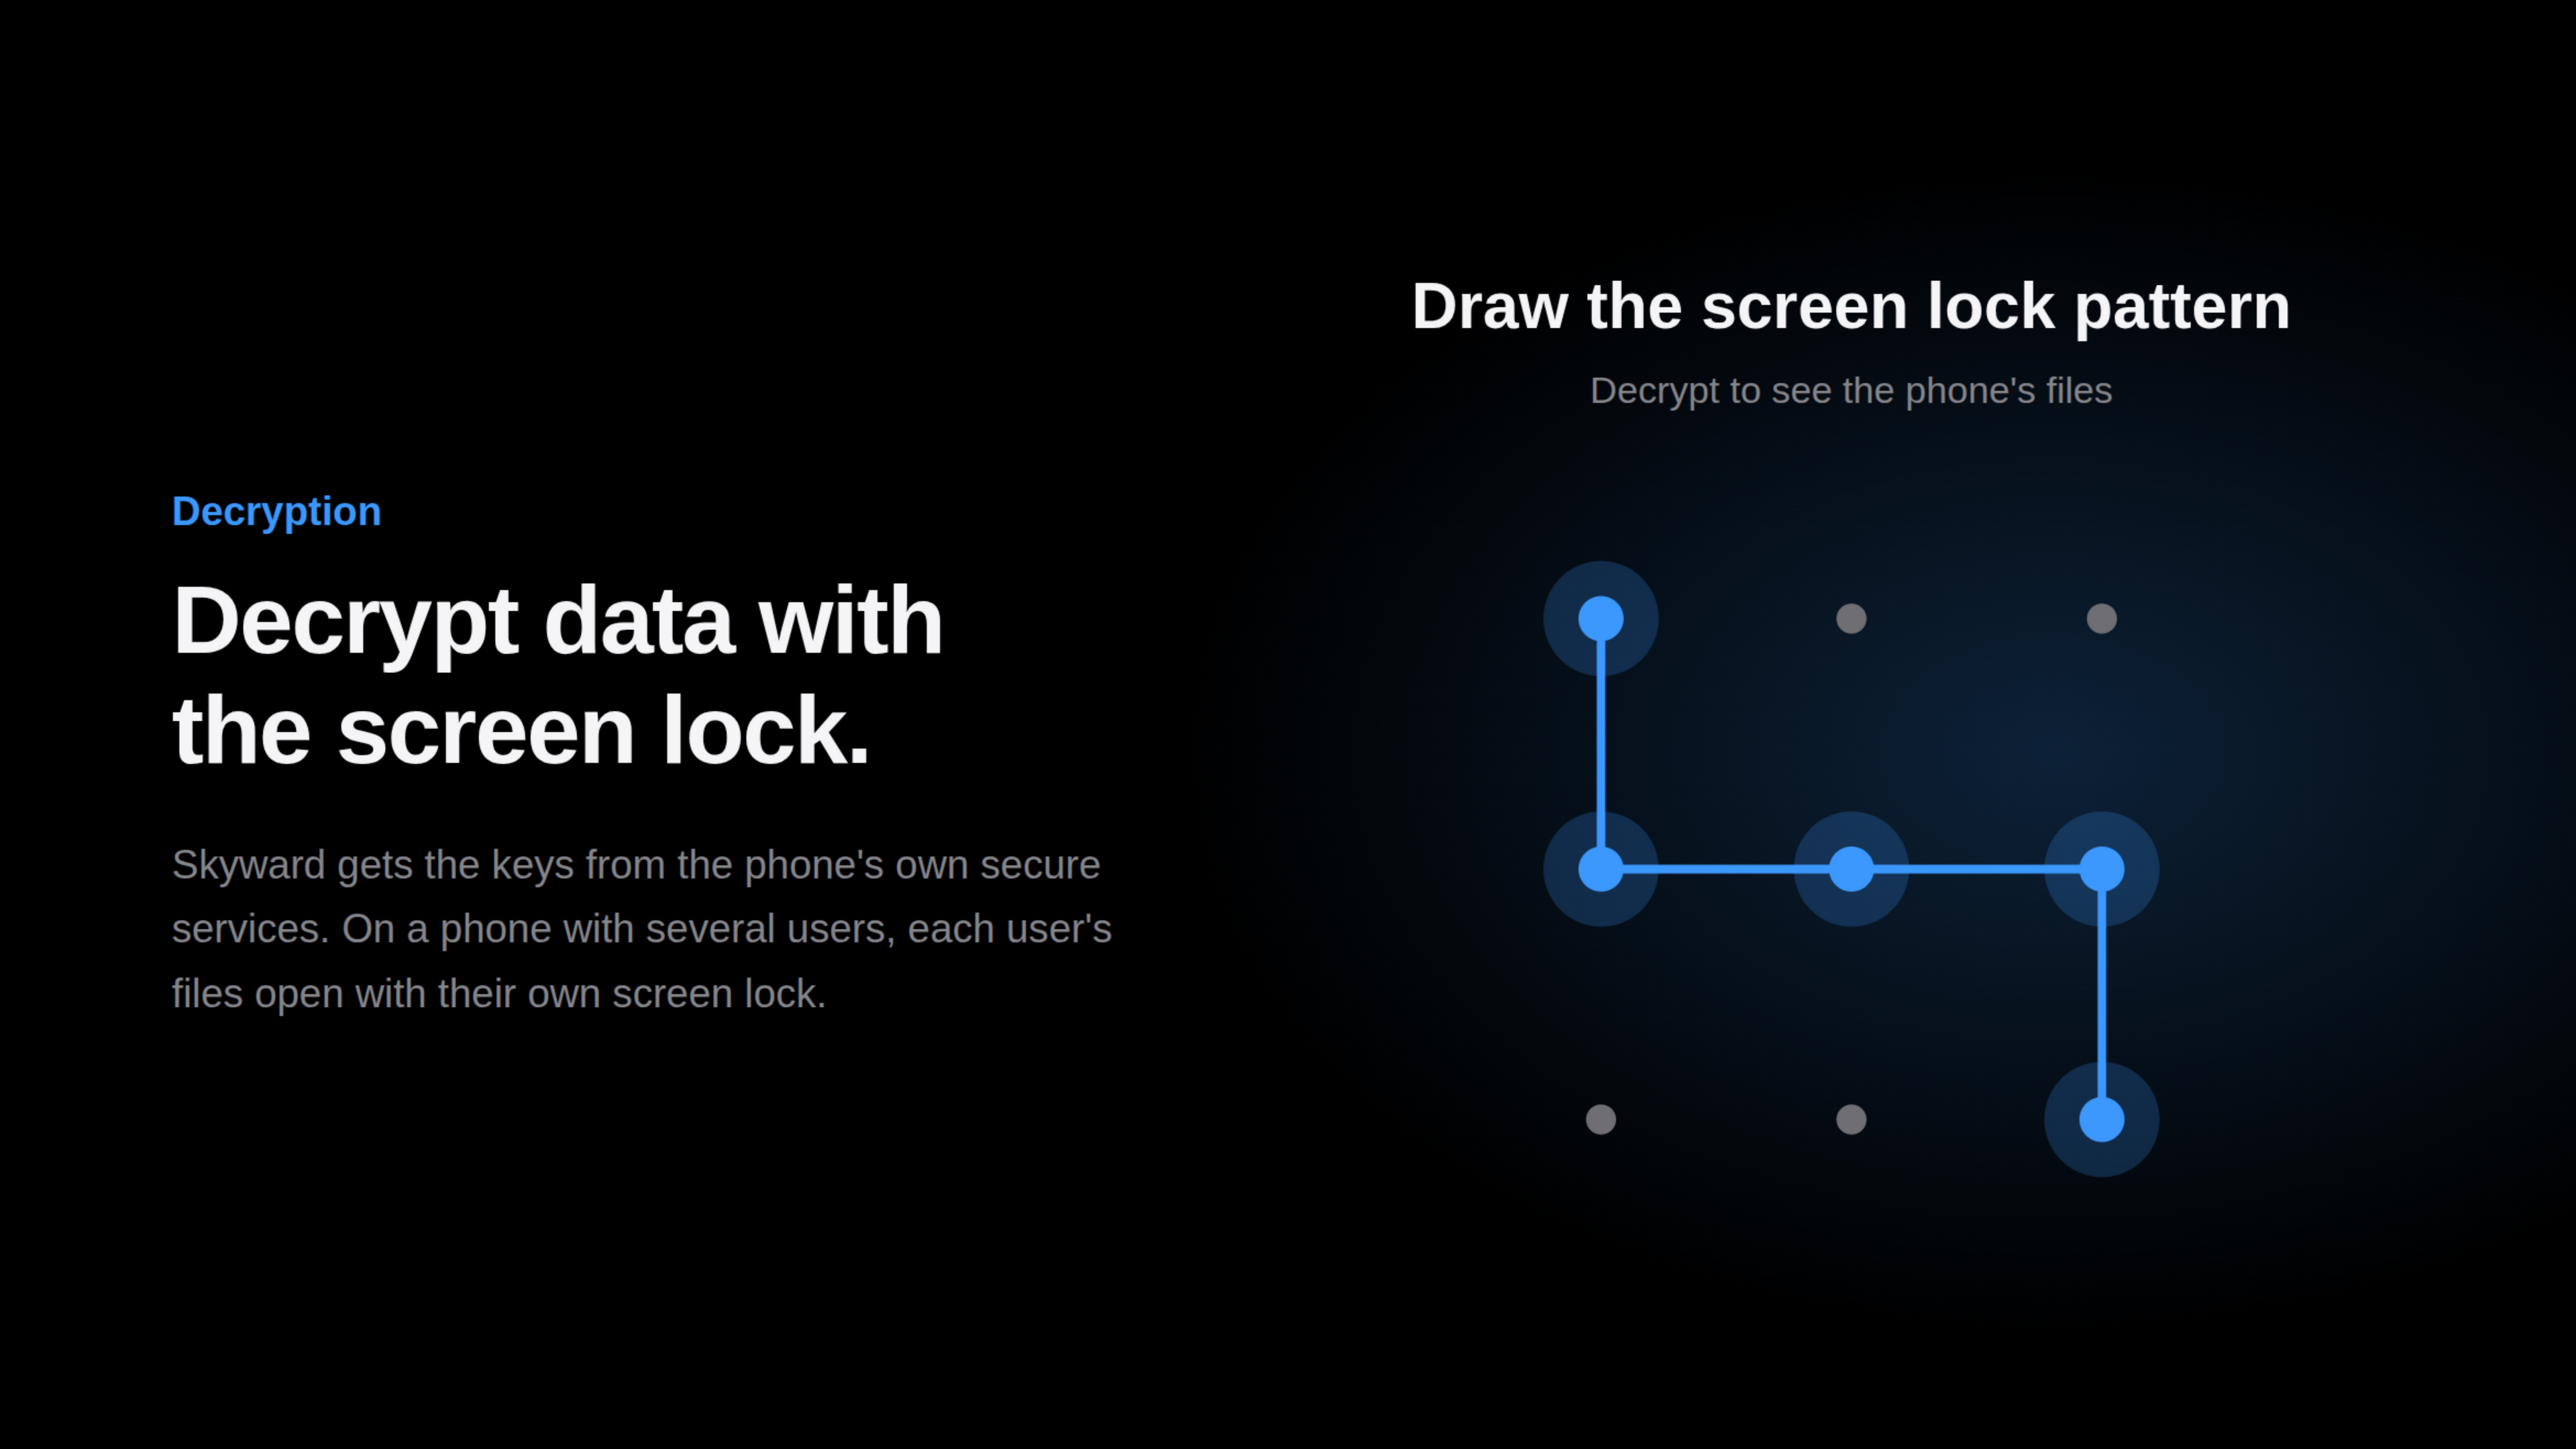 Decryption
Decrypt data with
the screen lock.
Skyward gets the keys from the phone's own secure
services. On a phone with several users, each user's
files open with their own screen lock.
Draw the screen lock pattern
Decrypt to see the phone's files